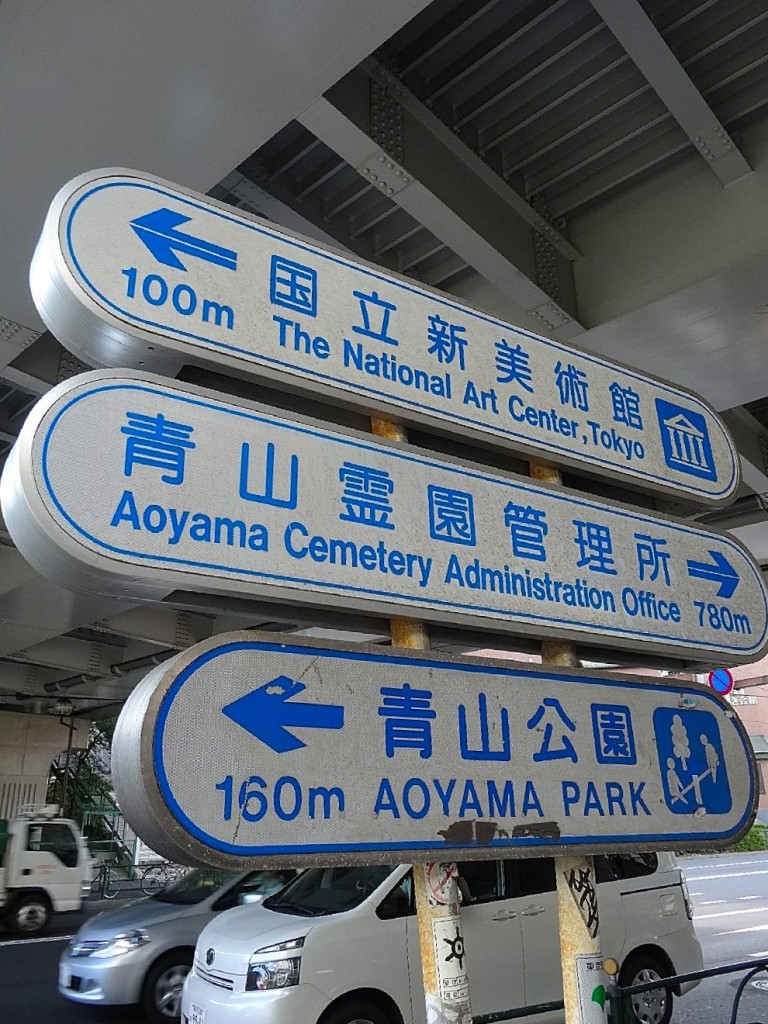 国立新美術館
100m The National Art Center,Tokyo
青山霊園管理所
Aoyama Cemetery Administration Office 780m
青山公園
160m AOYAMA PARK